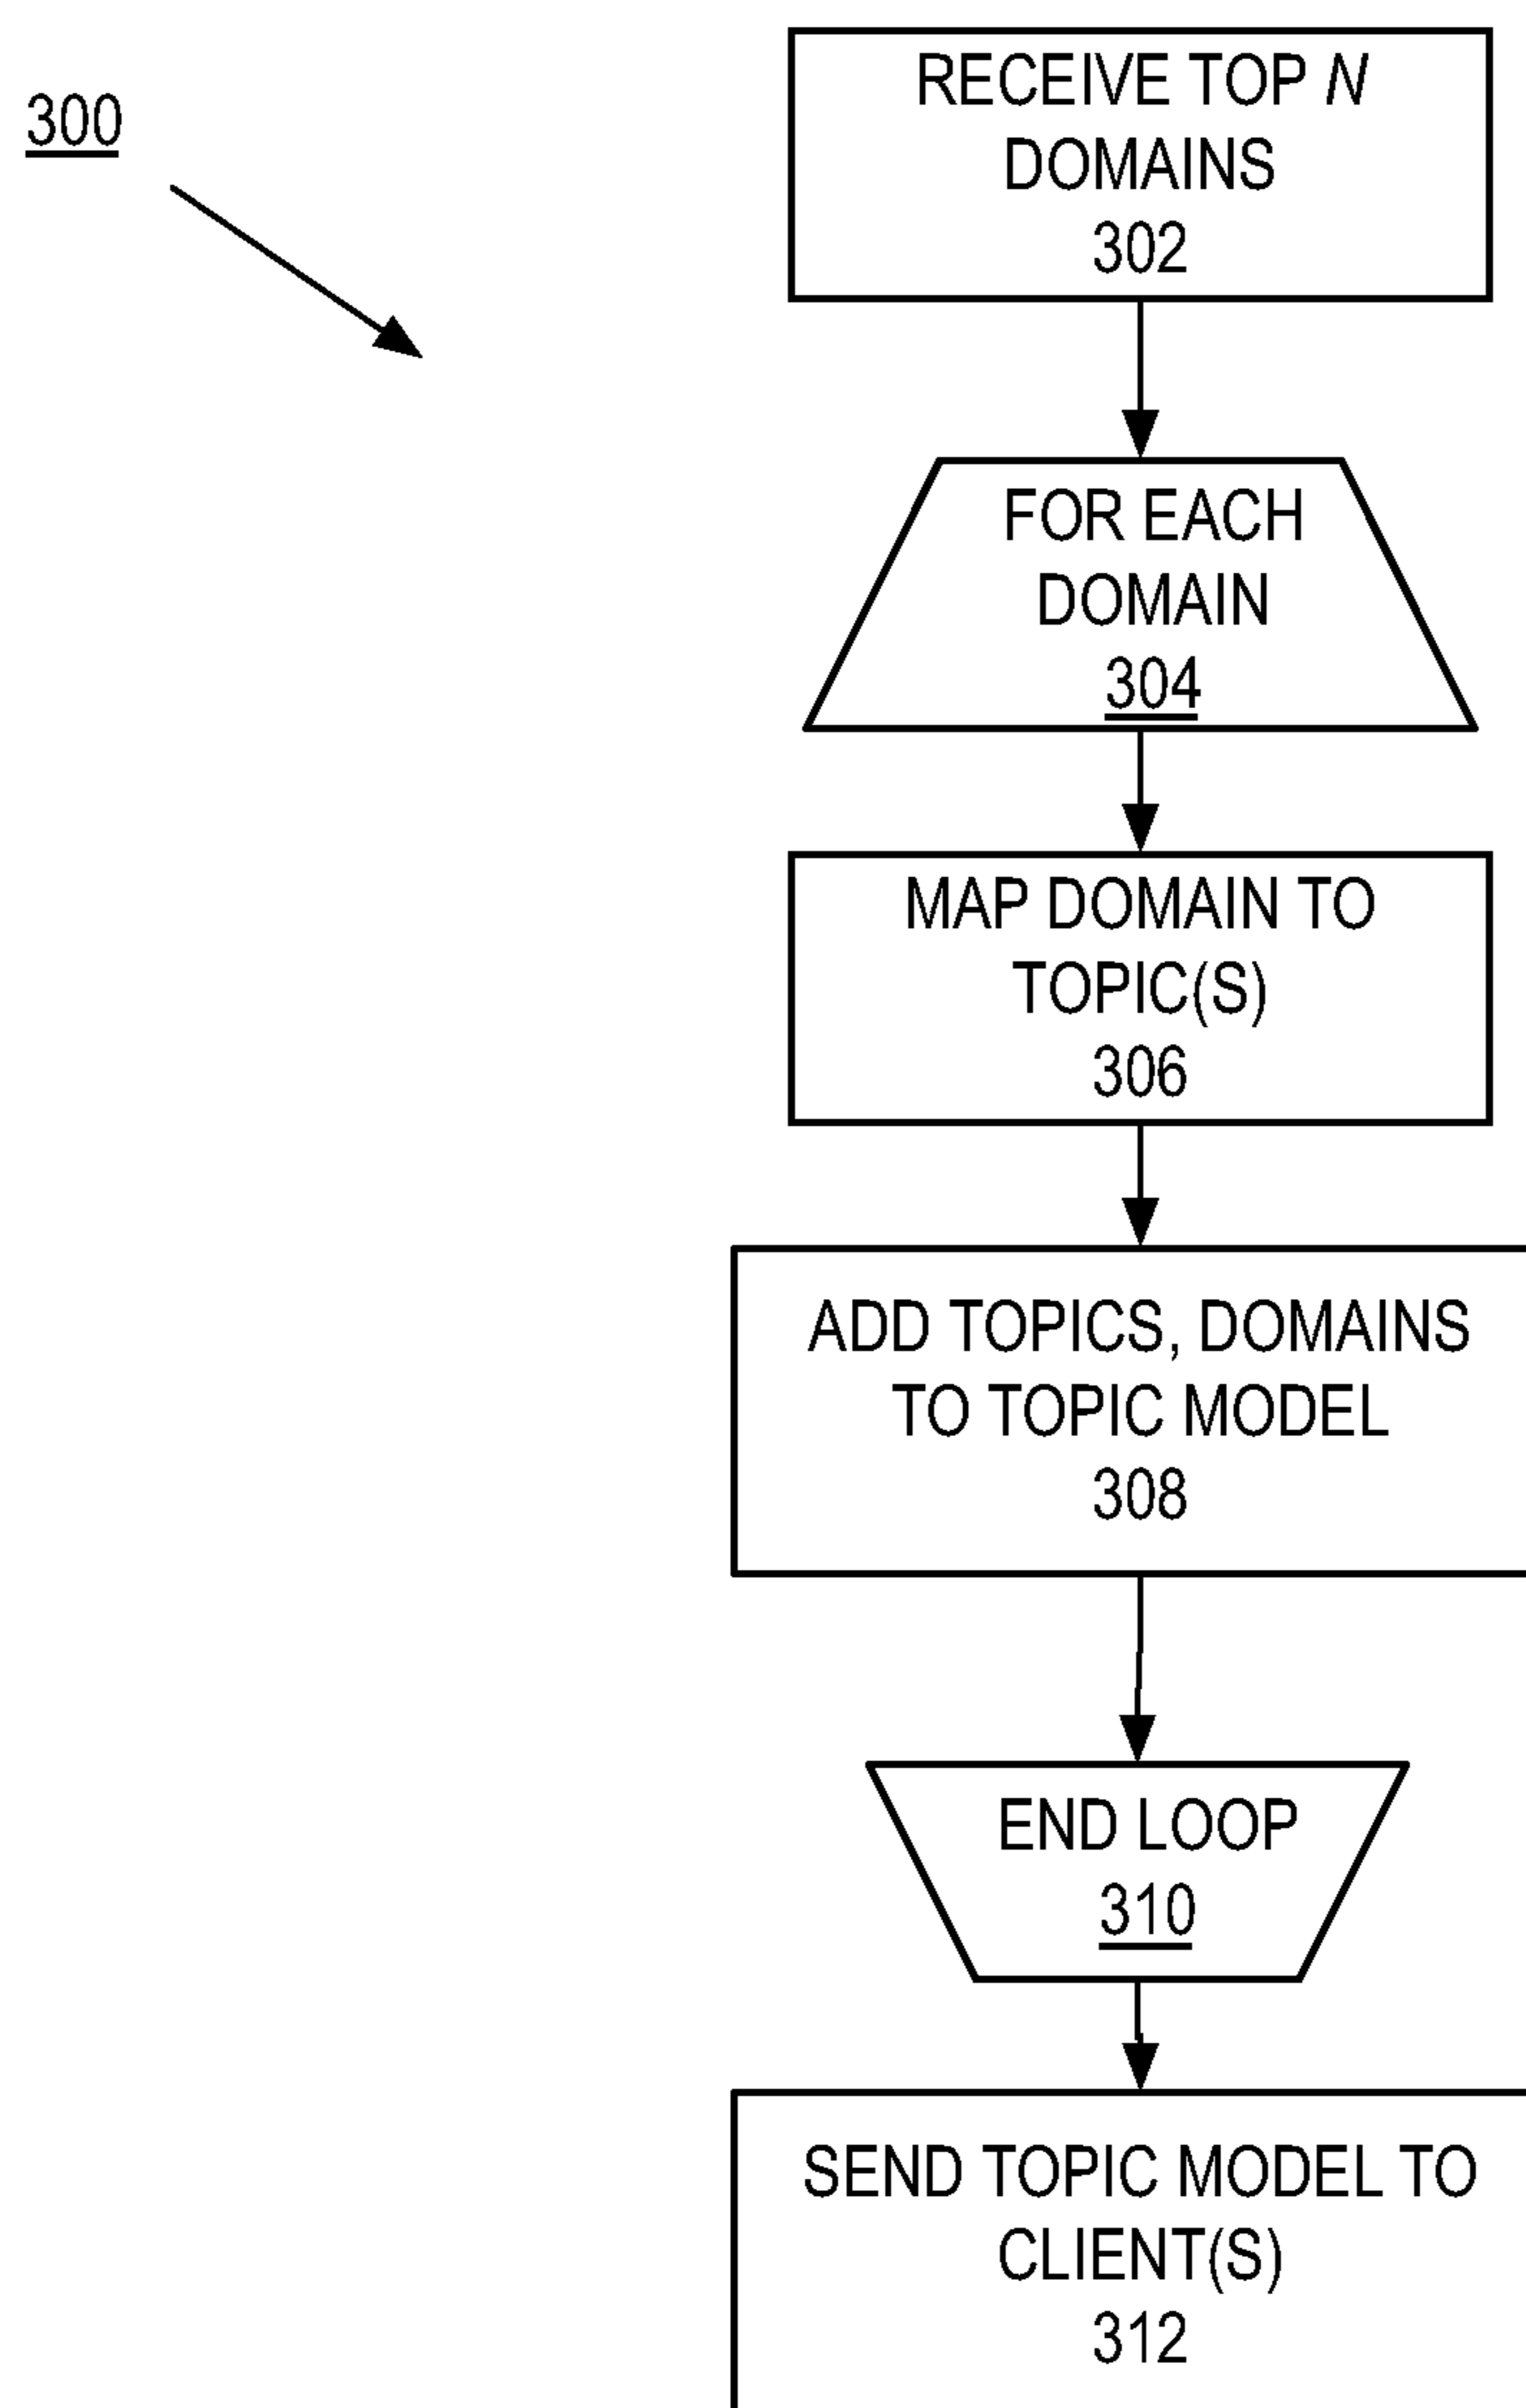 300
RECEIVE TOP N
DOMAINS
302
FOR EACH
DOMAIN
304
MAP DOMAIN TO
TOPIC(S)
306
ADD TOPICS, DOMAINS
TO TOPIC MODEL
308
END LOOP
310
SEND TOPIC MODEL TO
CLIENT(S)
312